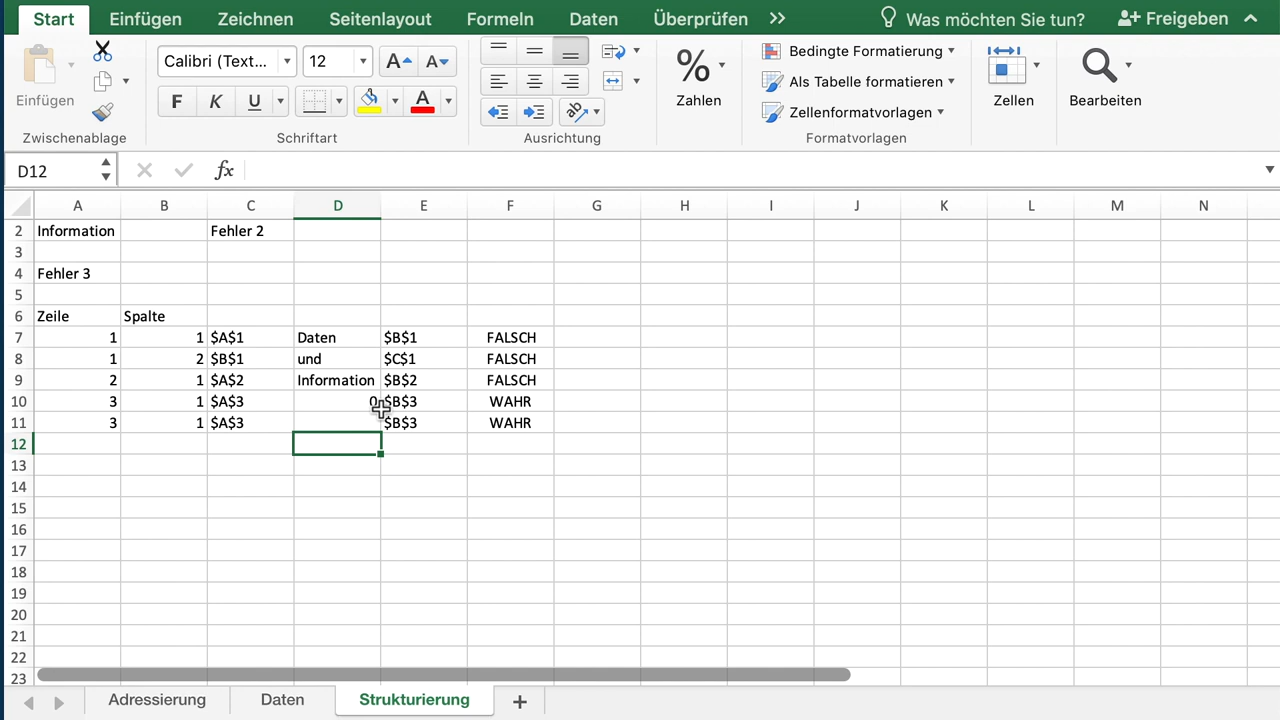 Start Einfügen Zeichnen Seitenlayout Formeln Daten Überprüfen >> Was möchten Sie tun? Freigeben
Einfügen
Zwischenablage
Calibri (Text... 12 A A
F K U A
Schriftart
Ausrichtung
%
Zahlen
Bedingte Formatierung
Als Tabelle formatieren
Zellenformatvorlagen
Formatvorlagen
Zellen
Bearbeiten
D12 fx
A B C D E F G H I J K L M N
2 Information Fehler 2
3
4 Fehler 3
5
6 Zeile Spalte
7 1 1 $A$1 Daten $B$1 FALSCH
8 1 2 $B$1 und $C$1 FALSCH
9 2 1 $A$2 Information $B$2 FALSCH
10 3 1 $A$3 0 $B$3 WAHR
11 3 1 $A$3 $B$3 WAHR
12
13
14
15
16
17
18
19
20
21
22
23
Adressierung Daten Strukturierung +